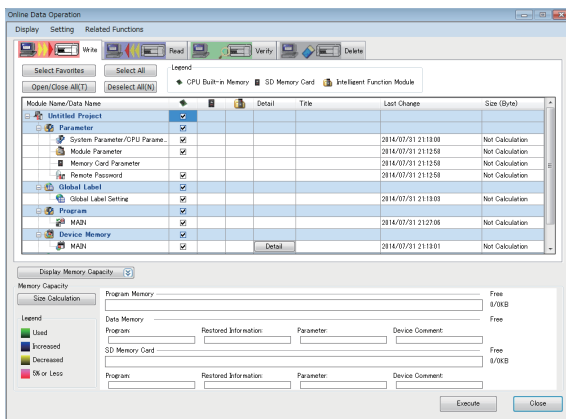 Online Data Operation
Display Setting Related Functions
Write Read Verify Delete
Select Favorites Select All Legend
Open/Close All(T) Deselect All(N) CPU Built-in Memory SD Memory Card Intelligent Function Module
Module Name/Data Name Detail Title Last Change Size (Byte)
Untitled Project
Parameter
System Parameter/CPU Parame... 2014/07/31 21:13:00 Not Calculation
Module Parameter 2014/07/31 21:12:58 Not Calculation
Memory Card Parameter 2014/07/31 21:12:58 Not Calculation
Remote Password 2014/07/31 21:12:58 Not Calculation
Global Label
Global Label Setting 2014/07/31 21:13:03 Not Calculation
Program
MAIN 2014/07/31 21:27:06 Not Calculation
Device Memory
MAIN Detail 2014/07/31 21:13:01 Not Calculation
Display Memory Capacity
Memory Capacity
Size Calculation Program Memory Free
0/0KB
Legend Data Memory Free
Used Program: Restored Information: Parameter: Device Comment:
Increased SD Memory Card Free
Decreased 0/0KB
5% or Less Program: Restored Information: Parameter: Device Comment:
Execute Close